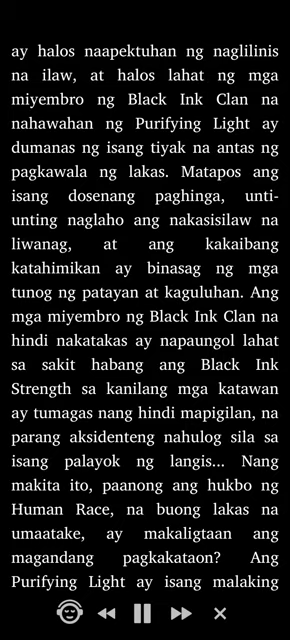 ay halos naapektuhan ng naglilinis
na ilaw, at halos lahat ng mga
miyembro ng Black Ink Clan na
nahawahan ng Purifying Light ay
dumanas ng isang tiyak na antas ng
pagkawala ng lakas. Matapos ang
isang dosenang paghinga, unti-
unting naglaho ang nakasisilaw na
liwanag, at ang kakaibang
katahimikan ay binasag ng mga
tunog ng patayan at kaguluhan. Ang
mga miyembro ng Black Ink Clan na
hindi nakatakas ay napaungol lahat
sa sakit habang ang Black Ink
Strength sa kanilang mga katawan
ay tumagas nang hindi mapigilan, na
parang aksidenteng nahulog sila sa
isang palayok ng langis... Nang
makita ito, paanong ang hukbo ng
Human Race, na buong lakas na
umaatake, ay makaligtaan ang
magandang pagkakataon? Ang
Purifying Light ay isang malaking